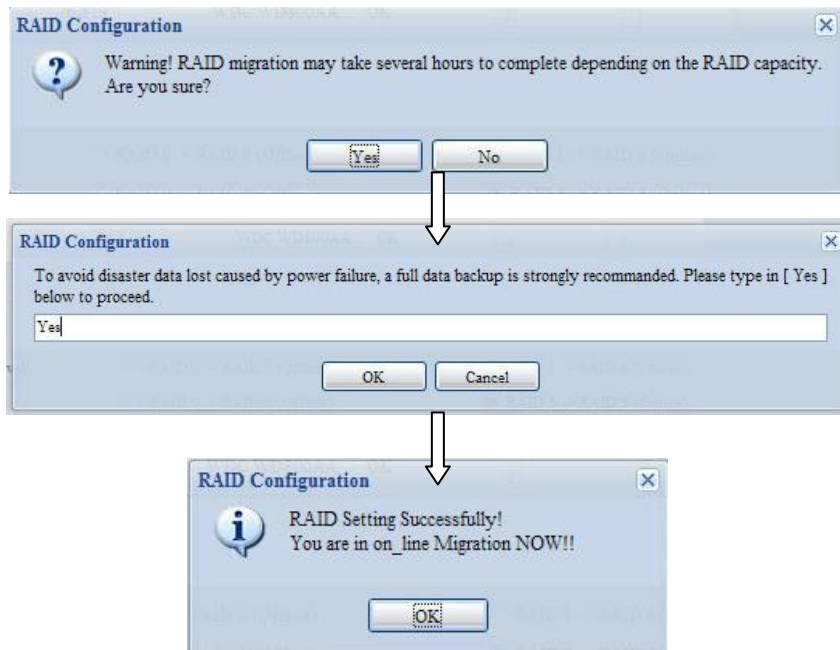 RAID Configuration
Warning! RAID migration may take several hours to complete depending on the RAID capacity.
Are you sure?
Yes No
RAID Configuration
To avoid disaster data lost caused by power failure, a full data backup is strongly recommanded. Please type in [ Yes ]
below to proceed.
Yes
OK Cancel
RAID Configuration
RAID Setting Successfully!
You are in on_line Migration NOW!!
OK